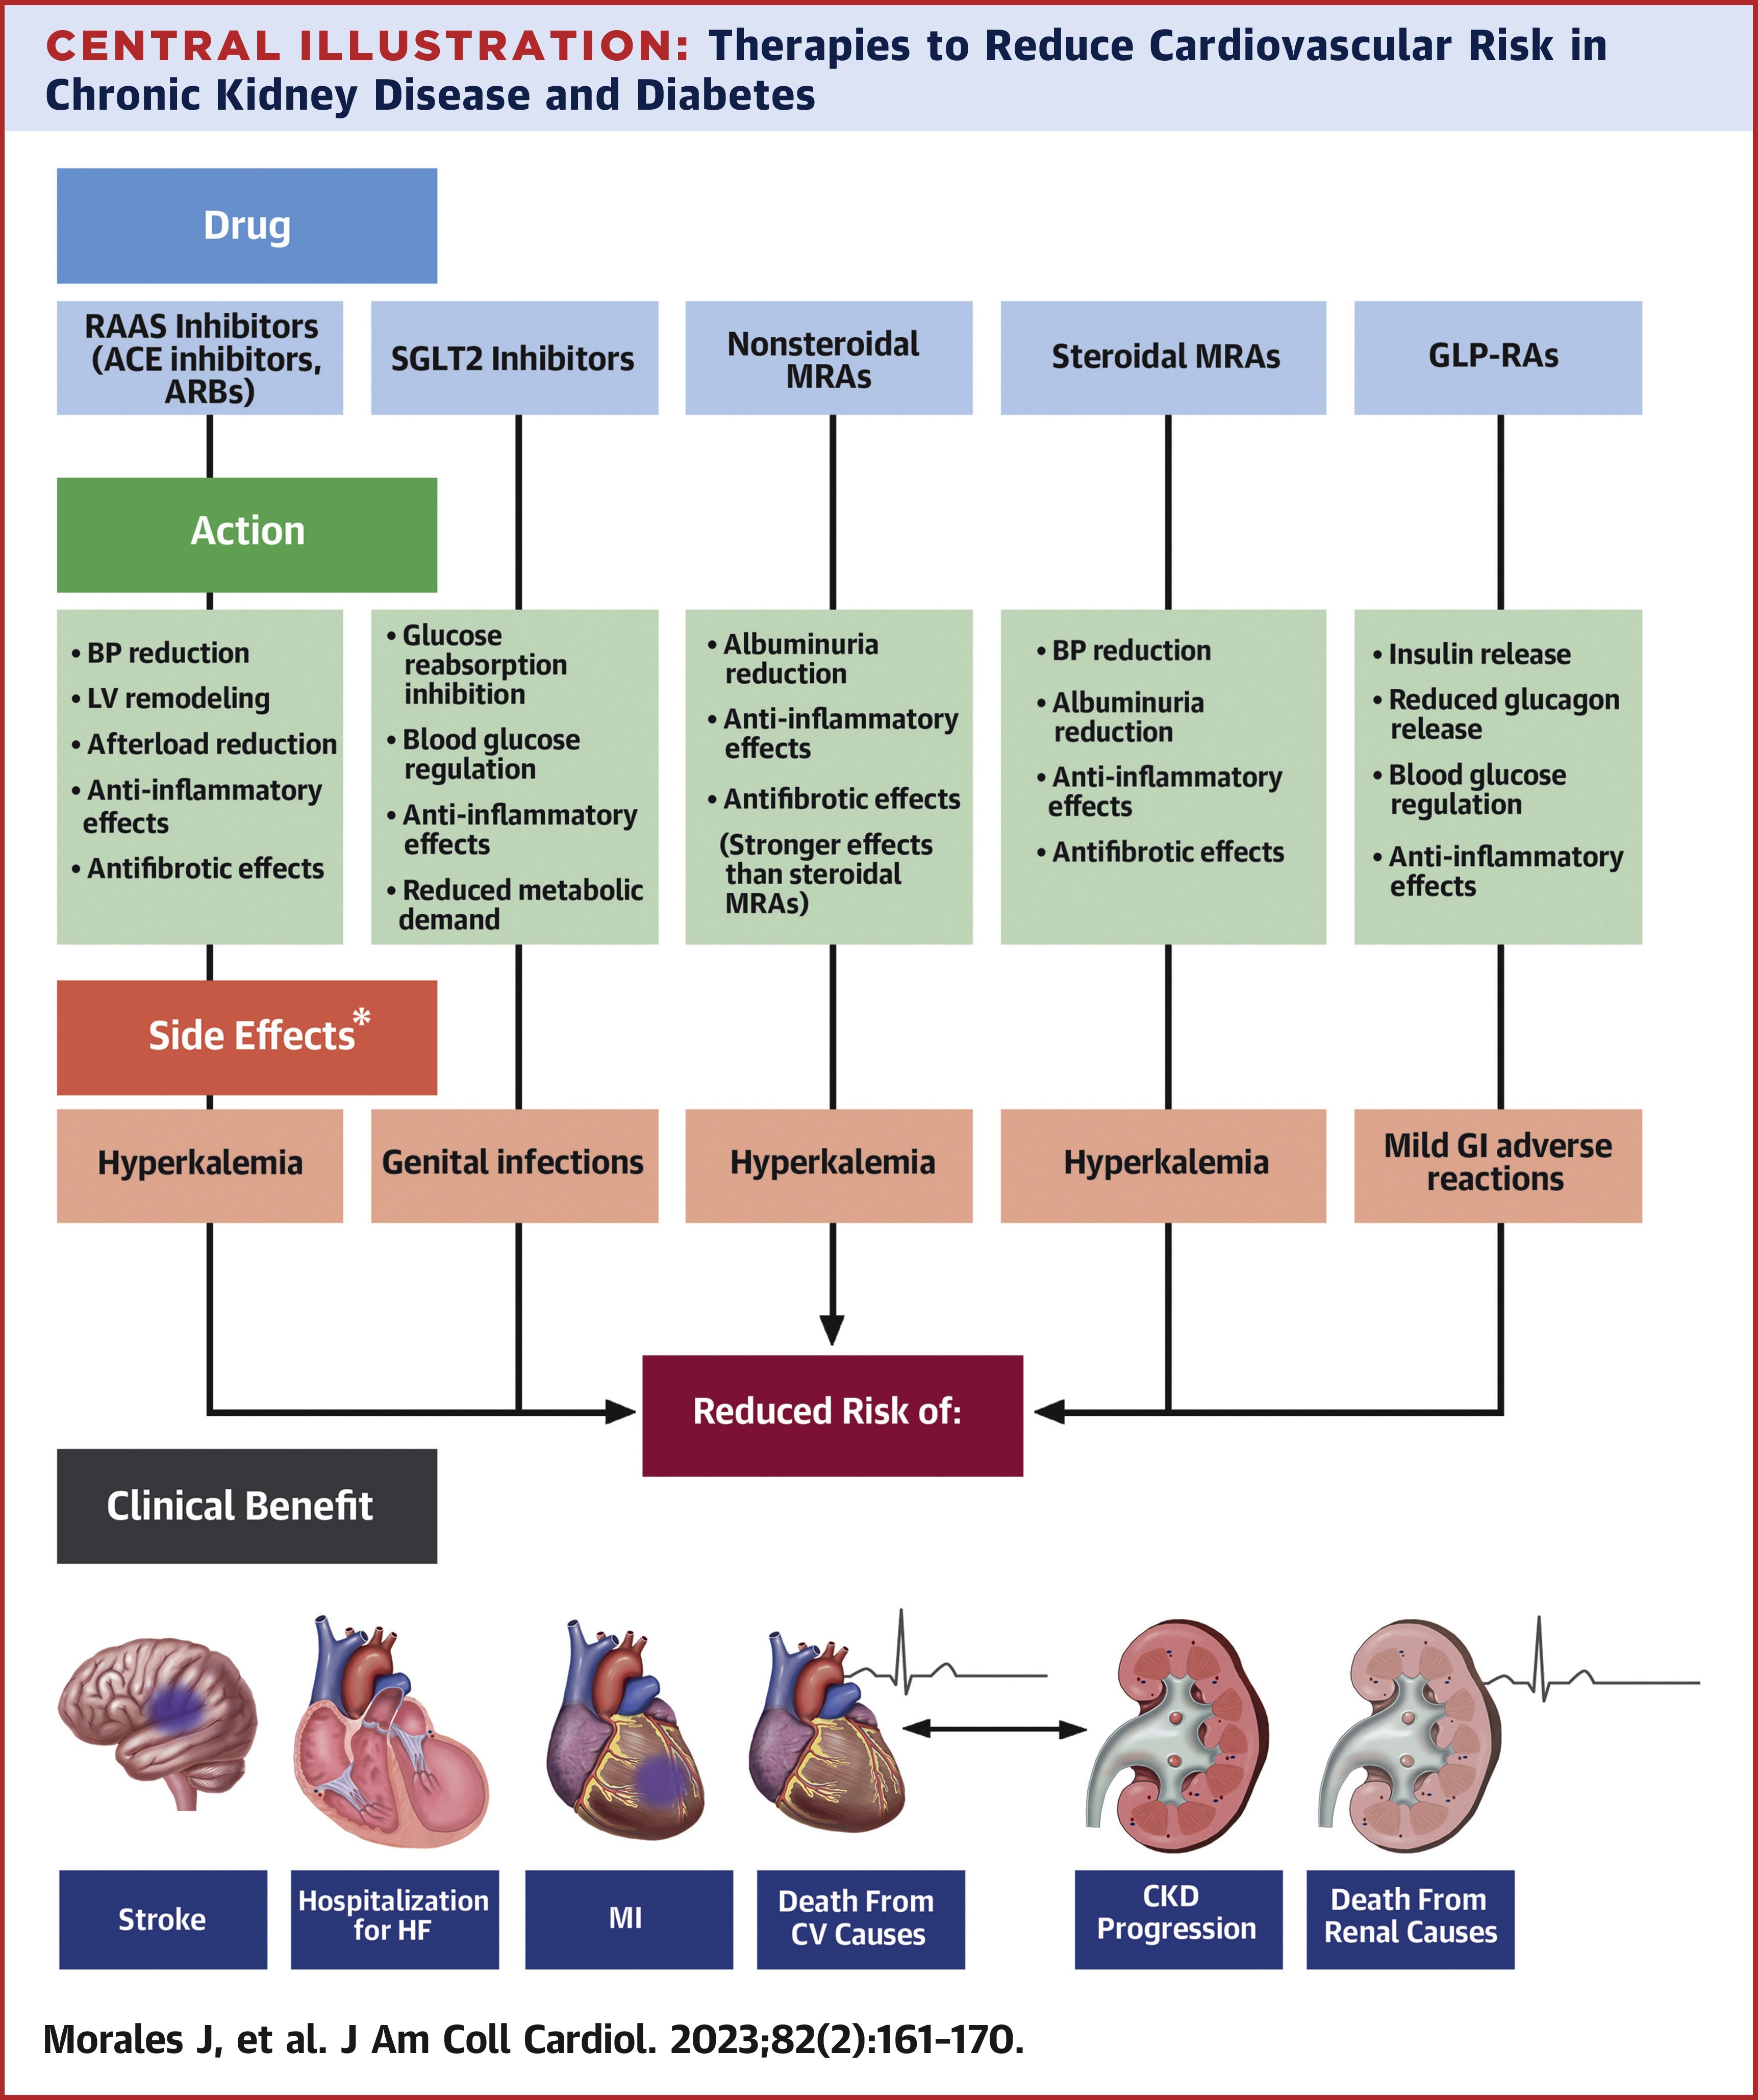 CENTRAL ILLUSTRATION: Therapies to Reduce Cardiovascular Risk in
Chronic Kidney Disease and Diabetes
Drug
RAAS Inhibitors
(ACE inhibitors,
ARBs)
SGLT2 Inhibitors
Nonsteroidal
MRAs
Steroidal MRAs
GLP-RAs
Action
• BP reduction
• LV remodeling
• Afterload reduction
• Anti-inflammatory
effects
• Antifibrotic effects
• Glucose
reabsorption
inhibition
• Blood glucose
regulation
• Anti-inflammatory
effects
• Reduced metabolic
demand
• Albuminuria
reduction
• Anti-inflammatory
effects
• Antifibrotic effects
(Stronger effects
than steroidal
MRAs)
• BP reduction
• Albuminuria
reduction
• Anti-inflammatory
effects
• Antifibrotic effects
• Insulin release
• Reduced glucagon
release
• Blood glucose
regulation
• Anti-inflammatory
effects
Side Effects*
Hyperkalemia
Genital infections
Hyperkalemia
Hyperkalemia
Mild GI adverse
reactions
Reduced Risk of:
Clinical Benefit
Stroke
Hospitalization
for HF
MI
Death From
CV Causes
CKD
Progression
Death From
Renal Causes
Morales J, et al. J Am Coll Cardiol. 2023;82(2):161–170.